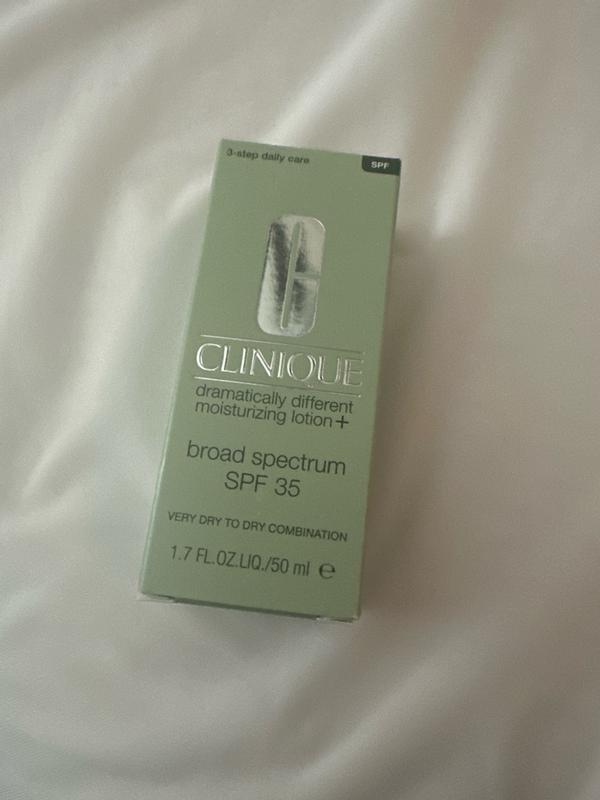 3-step daily care
SPF
CLINIQUE
dramatically different
moisturizing lotion+
broad spectrum
SPF 35
VERY DRY TO DRY COMBINATION
1.7 FL.OZ.LIQ./50 ml ℮